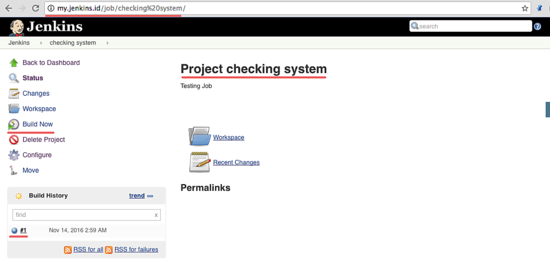 my.jenkins.id/job/checking%20system/
Jenkins
search
Jenkins
checking system
Back to Dashboard
Status
Changes
Workspace
Build Now
Delete Project
Configure
Move
Build History
trend
find
x
#1
Nov 14, 2016 2:59 AM
RSS for all
RSS for failures
Project checking system
Testing Job
Workspace
Recent Changes
Permalinks